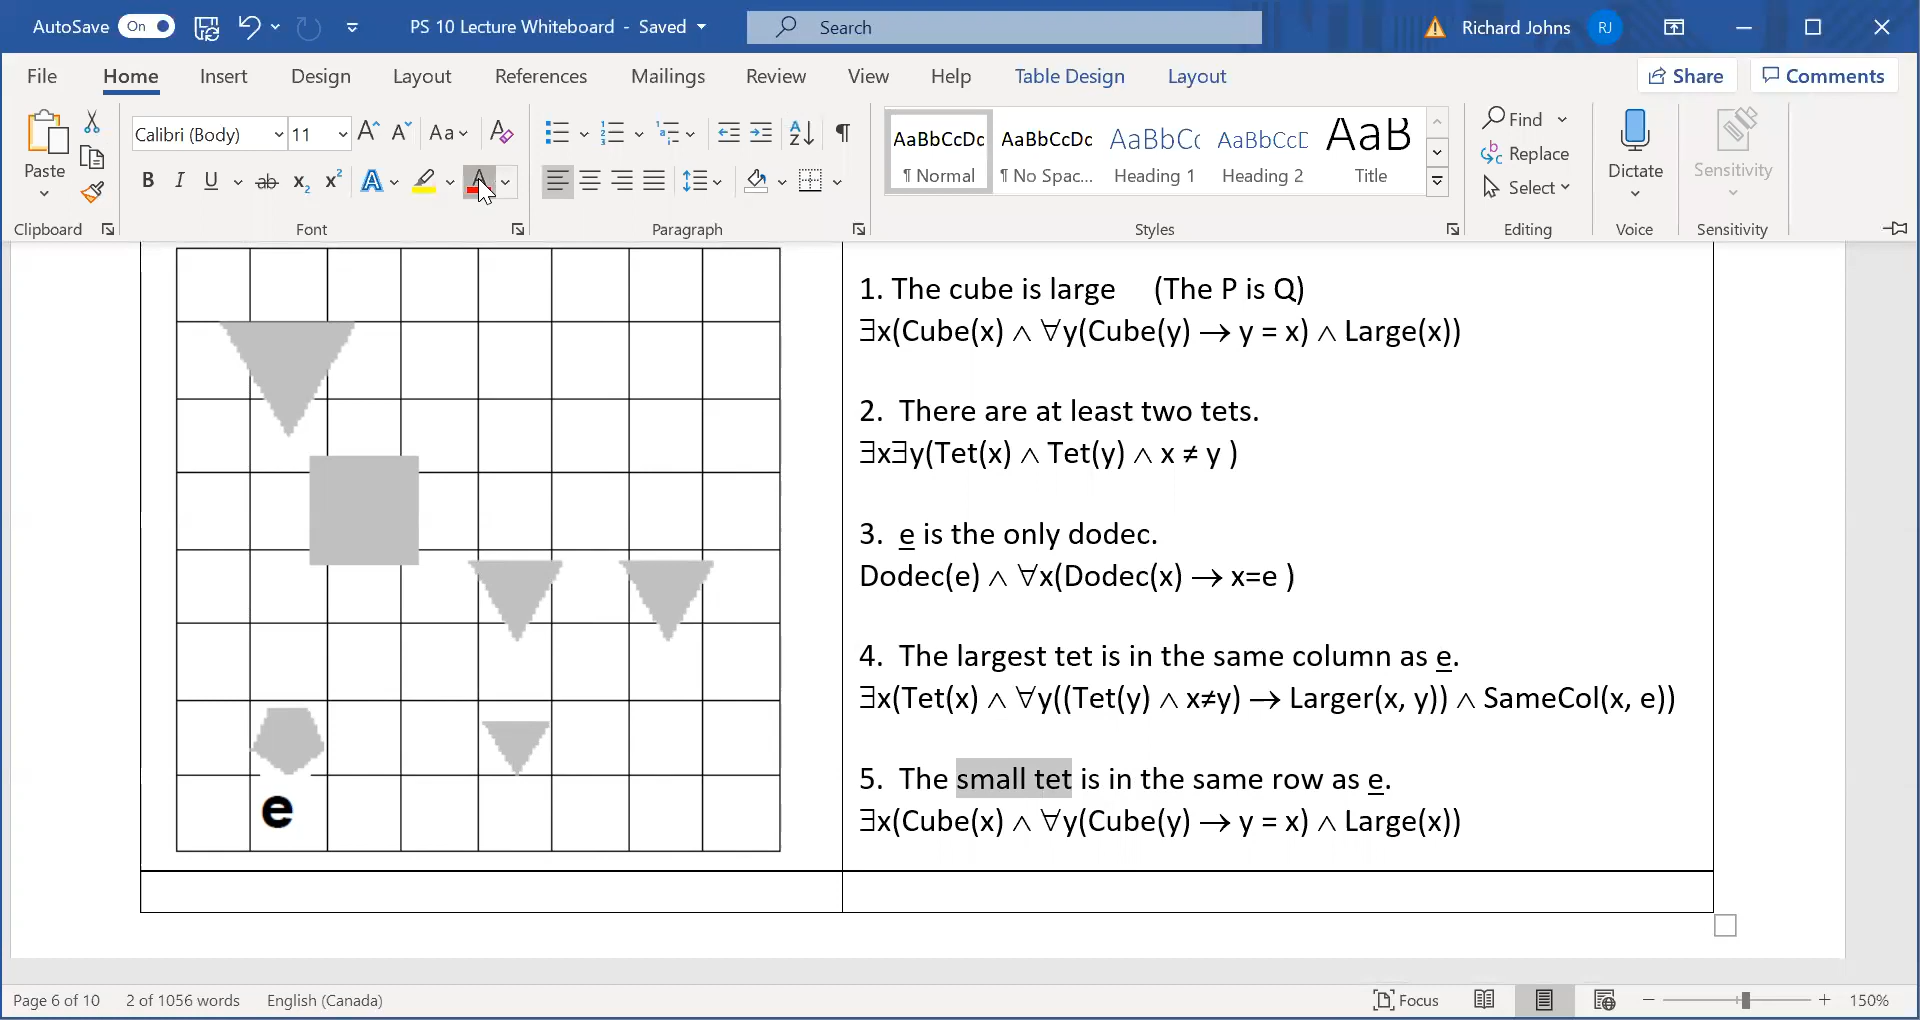 AutoSave On PS 10 Lecture Whiteboard - Saved Search Richard Johns RJ
File Home Insert Design Layout References Mailings Review View Help Table Design Layout Share Comments
Paste
Clipboard
Calibri (Body) 11 A A Aa A
B I U ab x2 x2 A A
Font
A Z
Paragraph
AaBbCcDc AaBbCcDc AaBbCc AaBbCcD AaB
¶ Normal ¶ No Spac... Heading 1 Heading 2 Title
Styles
Find
Replace
Select
Editing
Dictate
Voice
Sensitivity
Sensitivity
1. The cube is large (The P is Q)
∃x(Cube(x) ∧ ∀y(Cube(y) → y = x) ∧ Large(x))
2. There are at least two tets.
∃x∃y(Tet(x) ∧ Tet(y) ∧ x ≠ y )
3. e is the only dodec.
Dodec(e) ∧ ∀x(Dodec(x) → x=e )
4. The largest tet is in the same column as e.
∃x(Tet(x) ∧ ∀y((Tet(y) ∧ x≠y) → Larger(x, y)) ∧ SameCol(x, e))
5. The small tet is in the same row as e.
∃x(Cube(x) ∧ ∀y(Cube(y) → y = x) ∧ Large(x))
e
Page 6 of 10 2 of 1056 words English (Canada) Focus 150%